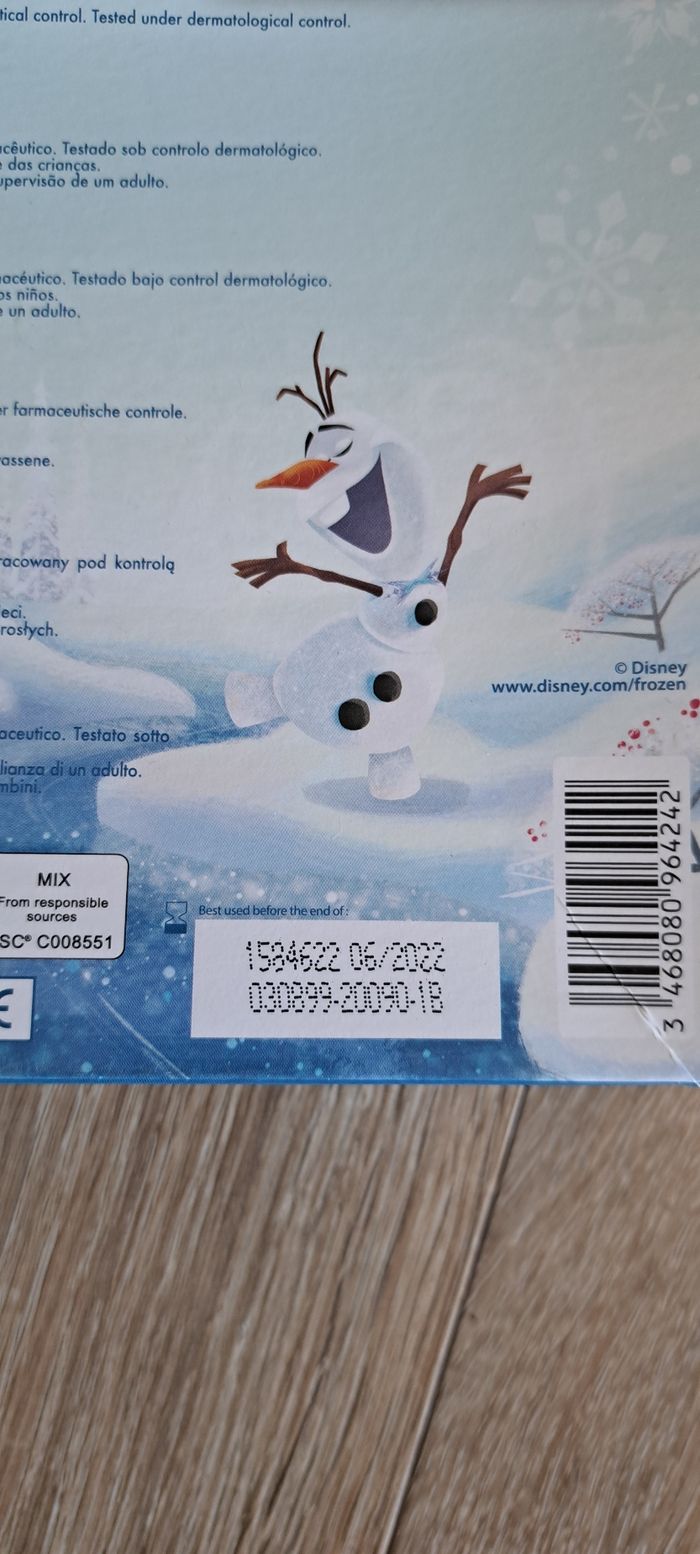 tical control. Tested under dermatological control.
acêutico. Testado sob controlo dermatológico.
e das crianças.
upervisão de um adulto.
acéutico. Testado bajo control dermatológico.
os niños.
e un adulto.
er farmaceutische controle.
assene.
racowany pod kontrolą
eci.
rosłych.
© Disney
www.disney.com/frozen
aceutico. Testato sotto
lianza di un adulto.
mbini.
MIX
From responsible
sources
SC® C008551
Best used before the end of:
1584622 06/2022
030899-20090-1B
3 468080 964242